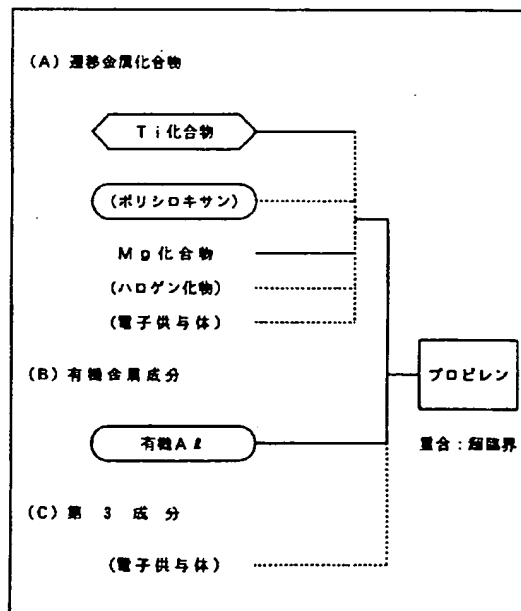 (A) 遷移金属化合物
Ti化合物
(ポリシロキサン)
Mg化合物
(ハロゲン化物)
(電子供与体)
(B) 有機金属成分
プロピレン
有機Aℓ
重合:超臨界
(C) 第3成分
(電子供与体)